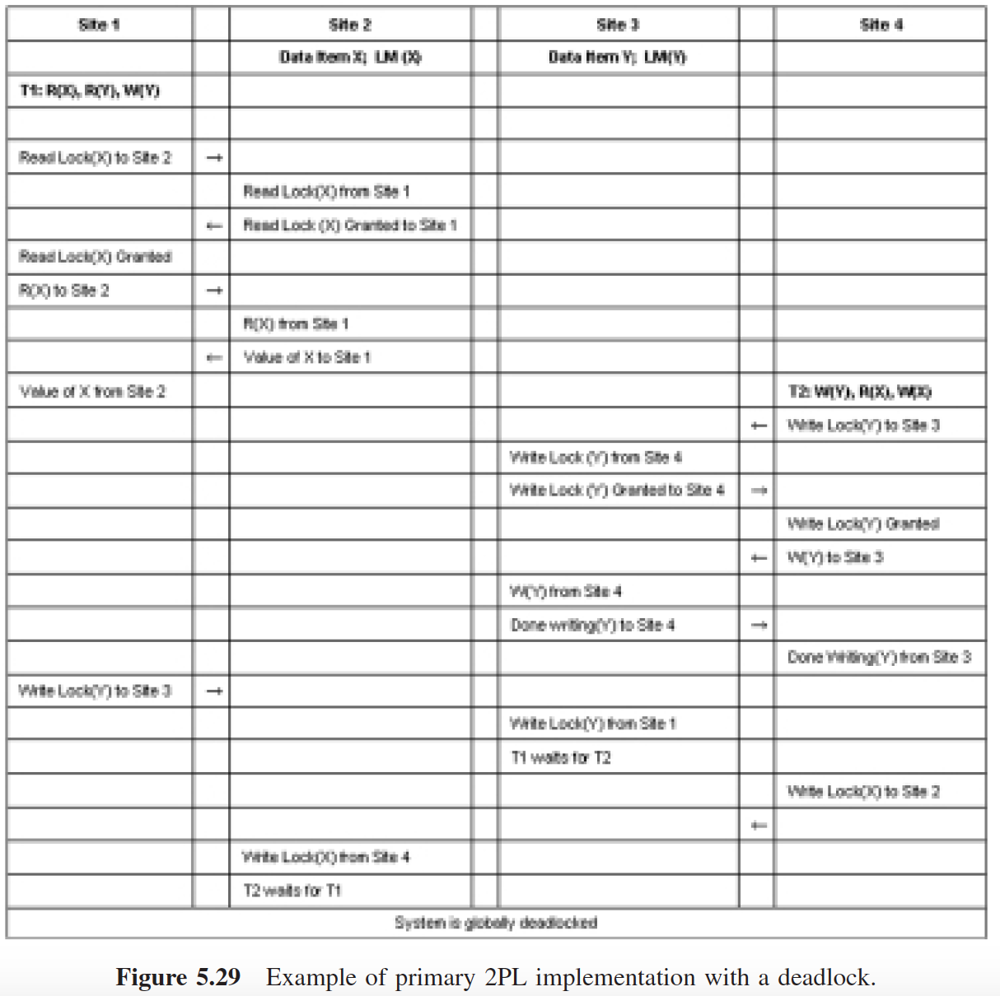 Site 1 Site 2 Site 3 Site 4
Data Item X; LM (X) Data Item Y; LM(Y)
T1: R(X), R(Y), W(Y)
Read Lock(X) to Site 2 →
Read Lock(X) from Site 1
← Read Lock (X) Granted to Site 1
Read Lock(X) Granted
R(X) to Site 2 →
R(X) from Site 1
← Value of X to Site 1
Value of X from Site 2 T2: W(Y), R(X), W(X)
← Write Lock(Y) to Site 3
Write Lock (Y) from Site 4
Write Lock (Y) Granted to Site 4 →
Write Lock(Y) Granted
← W(Y) to Site 3
W(Y) from Site 4
Done writing(Y) to Site 4 →
Done Writing(Y) from Site 3
Write Lock(Y) to Site 3 →
Write Lock(Y) from Site 1
T1 waits for T2
Write Lock(X) to Site 2
←
Write Lock(X) from Site 4
T2 waits for T1
System is globally deadlocked
Figure 5.29 Example of primary 2PL implementation with a deadlock.